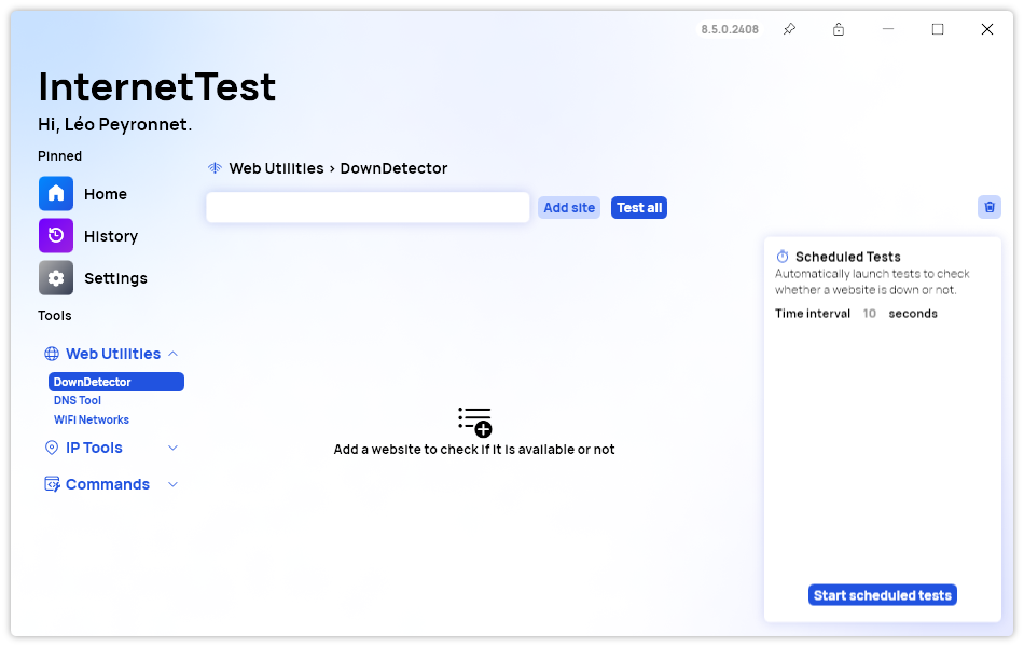 8.5.0.2408
InternetTest
Hi, Léo Peyronnet.
Pinned
Home
History
Settings
Tools
Web Utilities
DownDetector
DNS Tool
WiFi Networks
IP Tools
Commands
Web Utilities > DownDetector
Add site
Test all
Add a website to check if it is available or not
Scheduled Tests
Automatically launch tests to check
whether a website is down or not.
Time interval 10 seconds
Start scheduled tests